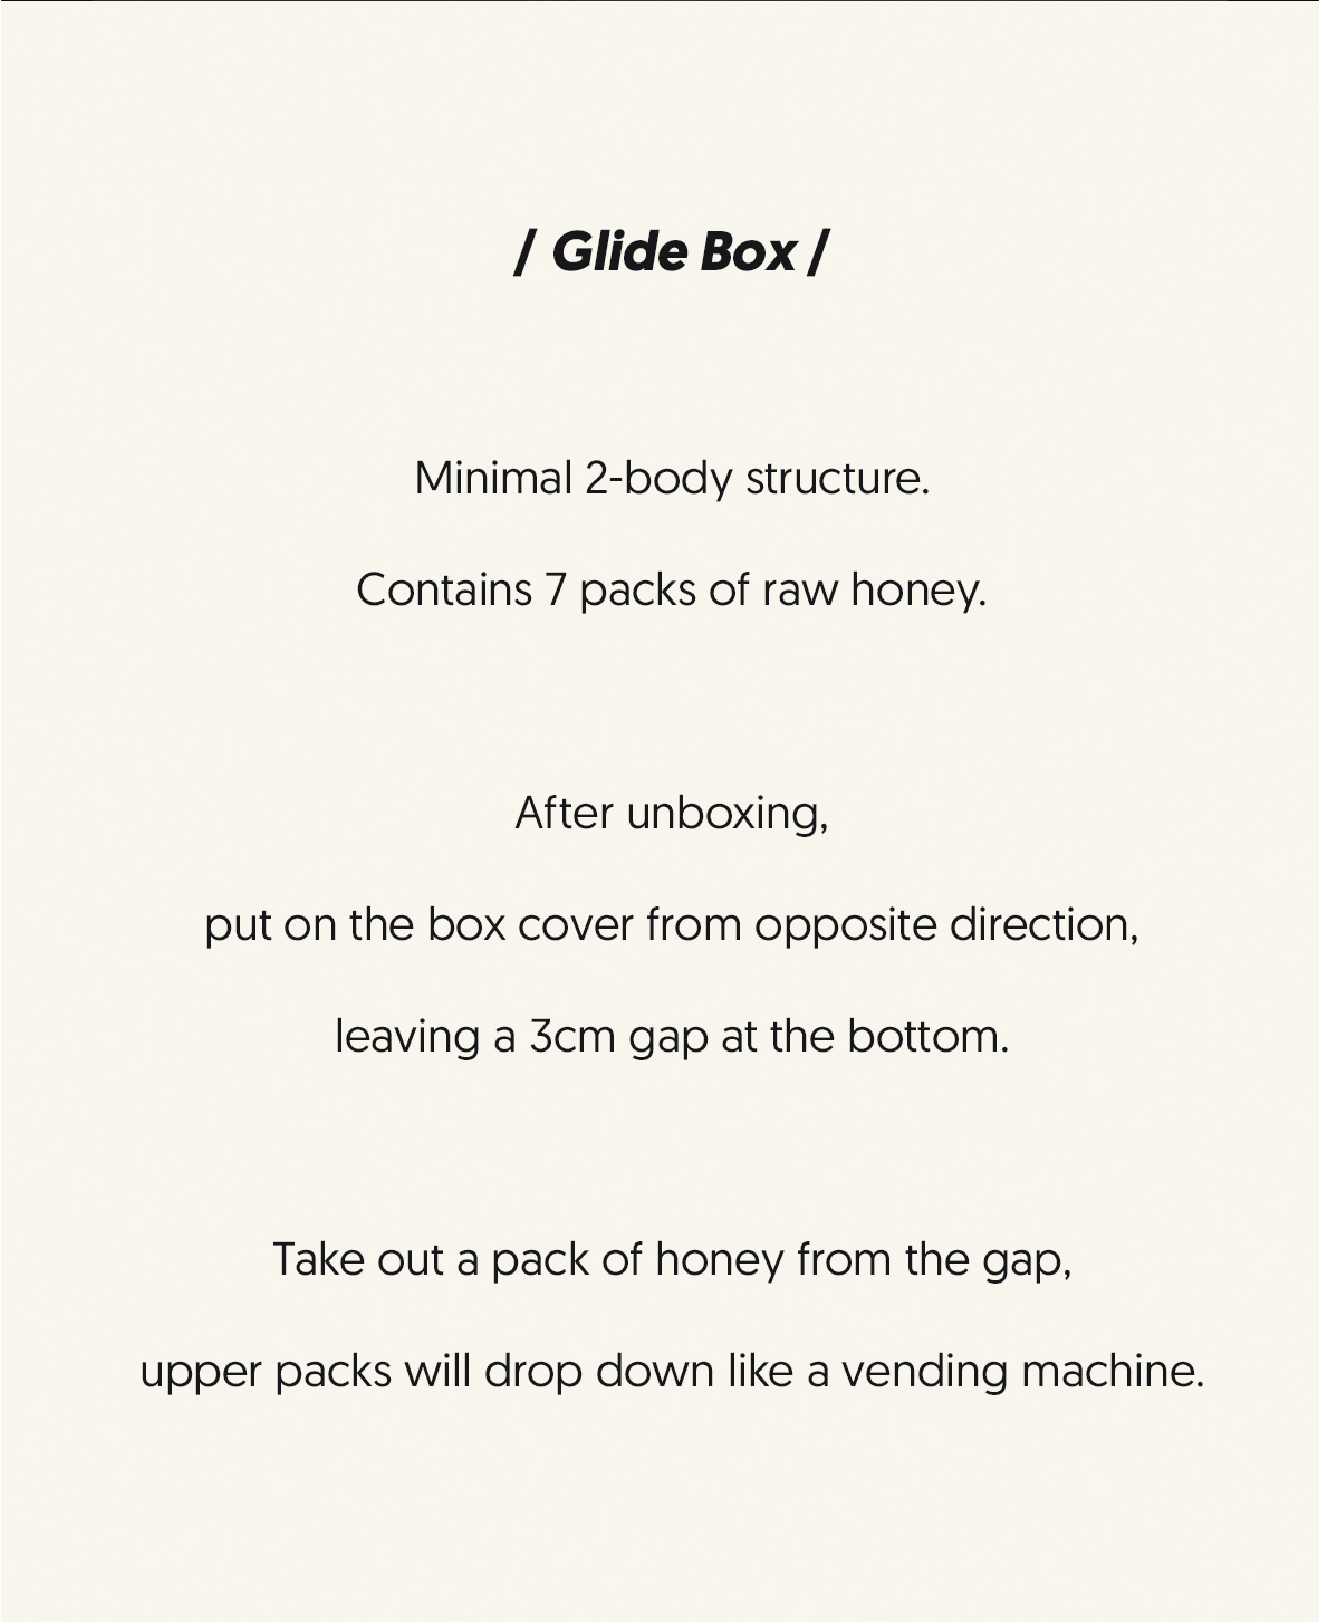 / Glide Box /
Minimal 2-body structure.
Contains 7 packs of raw honey.
After unboxing,
put on the box cover from opposite direction,
leaving a 3cm gap at the bottom.
Take out a pack of honey from the gap,
upper packs will drop down like a vending machine.